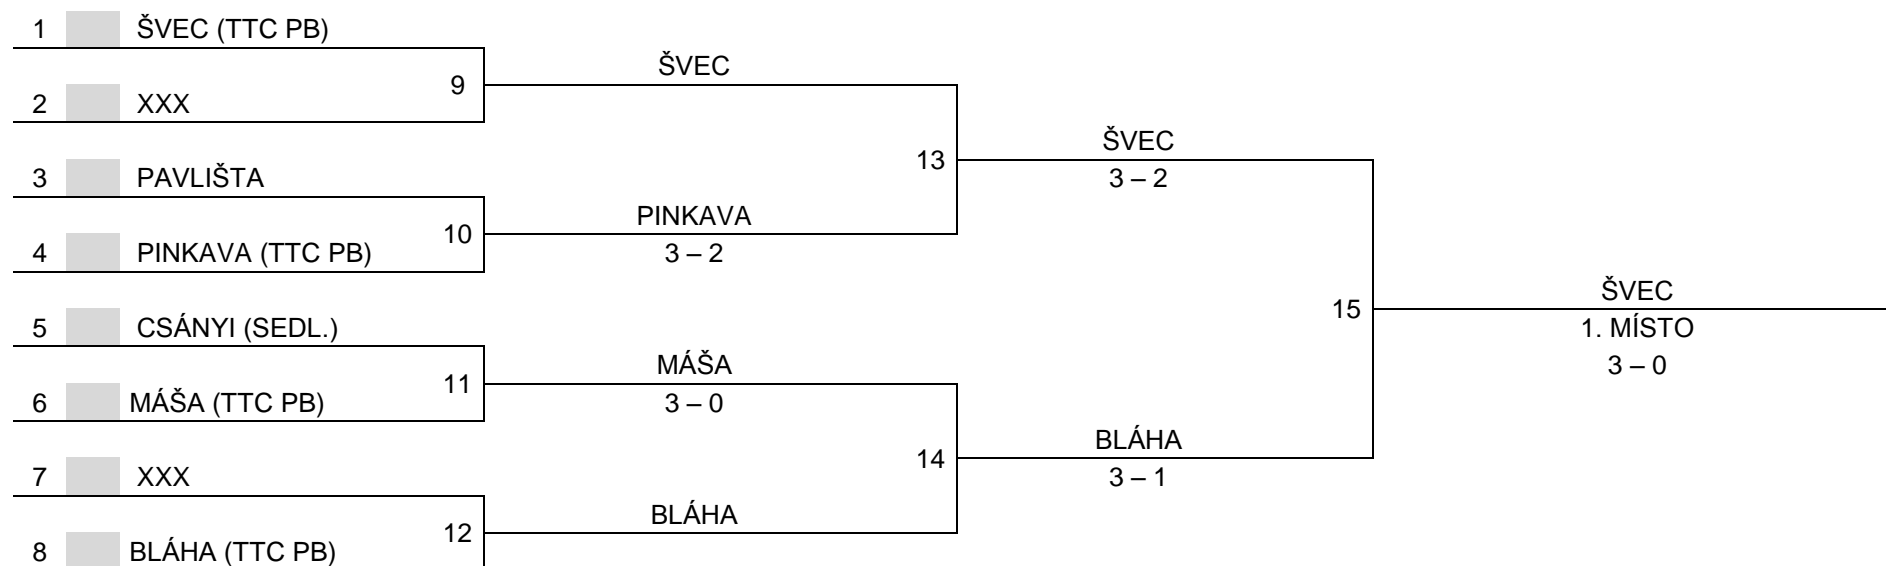 1 ŠVEC (TTC PB)
ŠVEC
9
2 XXX
ŠVEC
13
3 – 2
3 PAVLIŠTA
PINKAVA
10
3 – 2
4 PINKAVA (TTC PB)
ŠVEC
15
1. MÍSTO
3 – 0
5 CSÁNYI (SEDL.)
MÁŠA
11
3 – 0
6 MÁŠA (TTC PB)
BLÁHA
14
3 – 1
7 XXX
BLÁHA
12
8 BLÁHA (TTC PB)